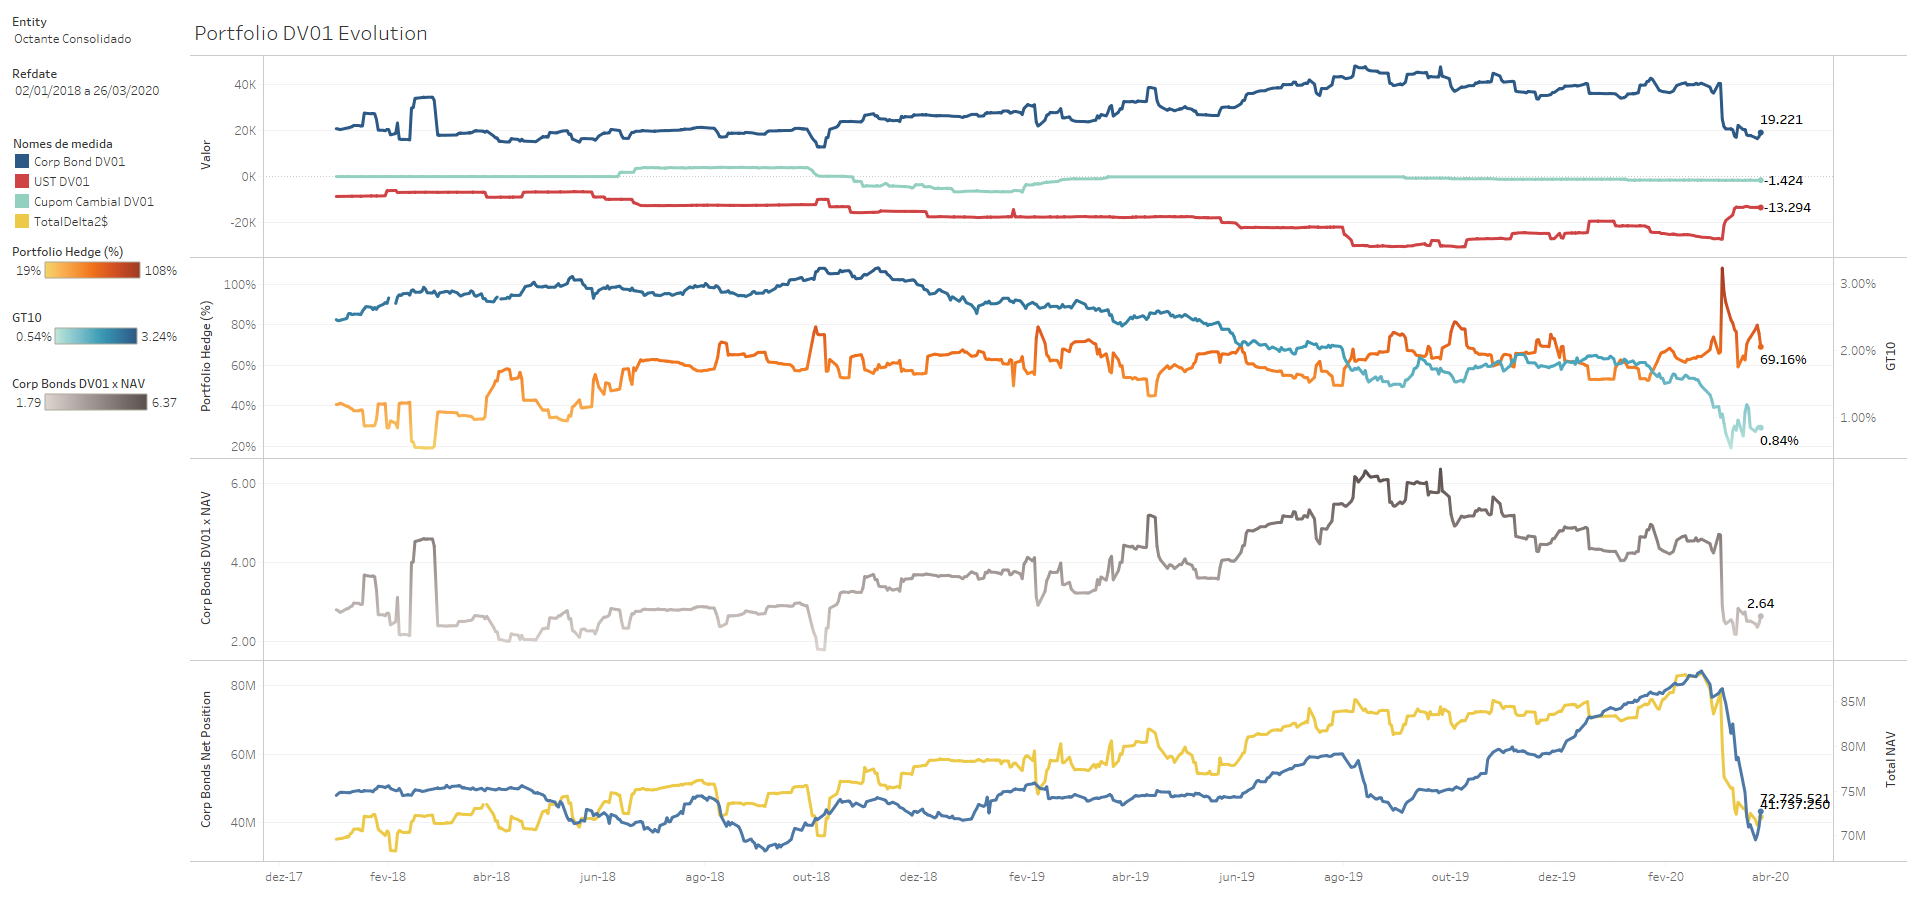 Entity
Octante Consolidado
Refdate
02/01/2018 a 26/03/2020
Nomes de medida
Corp Bond DV01
UST DV01
Cupom Cambial DV01
TotalDelta2$
Portfolio Hedge (%)
19% 108%
GT10
0.54% 3.24%
Corp Bonds DV01 x NAV
1.79 6.37
Portfolio DV01 Evolution
Valor
40K
20K
0K
-20K
19.221
-1.424
-13.294
Portfolio Hedge (%)
100%
80%
60%
40%
20%
69.16%
0.84%
3.00%
2.00%
1.00%
GT10
Corp Bonds DV01 x NAV
6.00
4.00
2.00
2.64
Corp Bonds Net Position
80M
60M
40M
72.725.521
41.737.250
85M
80M
75M
70M
Total NAV
dez-17 fev-18 abr-18 jun-18 ago-18 out-18 dez-18 fev-19 abr-19 jun-19 ago-19 out-19 dez-19 fev-20 abr-20